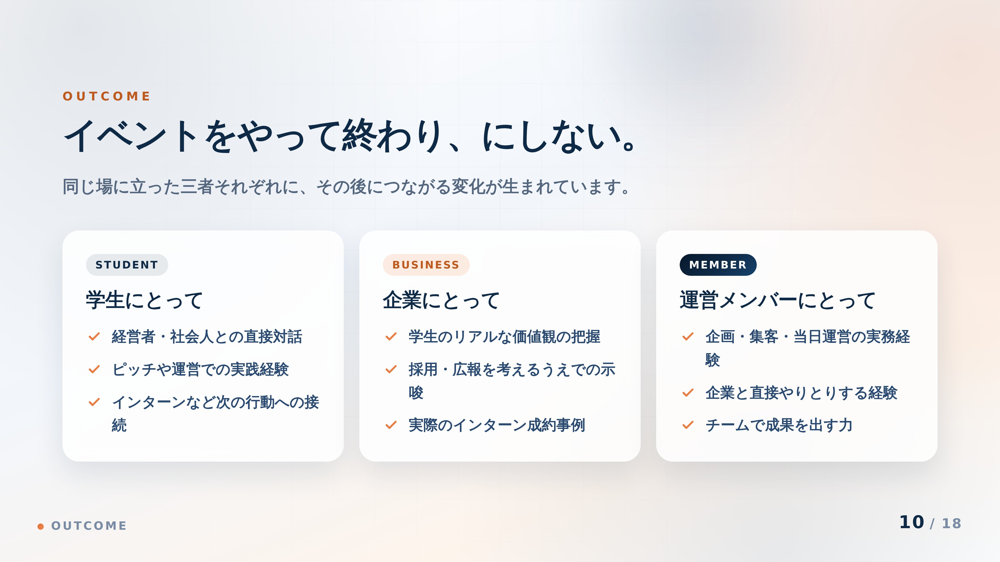 OUTCOME
イベントをやって終わり、にしない。
同じ場に立った三者それぞれに、その後につながる変化が生まれています。
STUDENT
学生にとって
経営者・社会人との直接対話
ピッチや運営での実践経験
インターンなど次の行動への接
続
BUSINESS
企業にとって
学生のリアルな価値観の把握
採用・広報を考えるうえでの示
唆
実際のインターン成約事例
MEMBER
運営メンバーにとって
企画・集客・当日運営の実務経
験
企業と直接やりとりする経験
チームで成果を出す力
OUTCOME
10 / 18